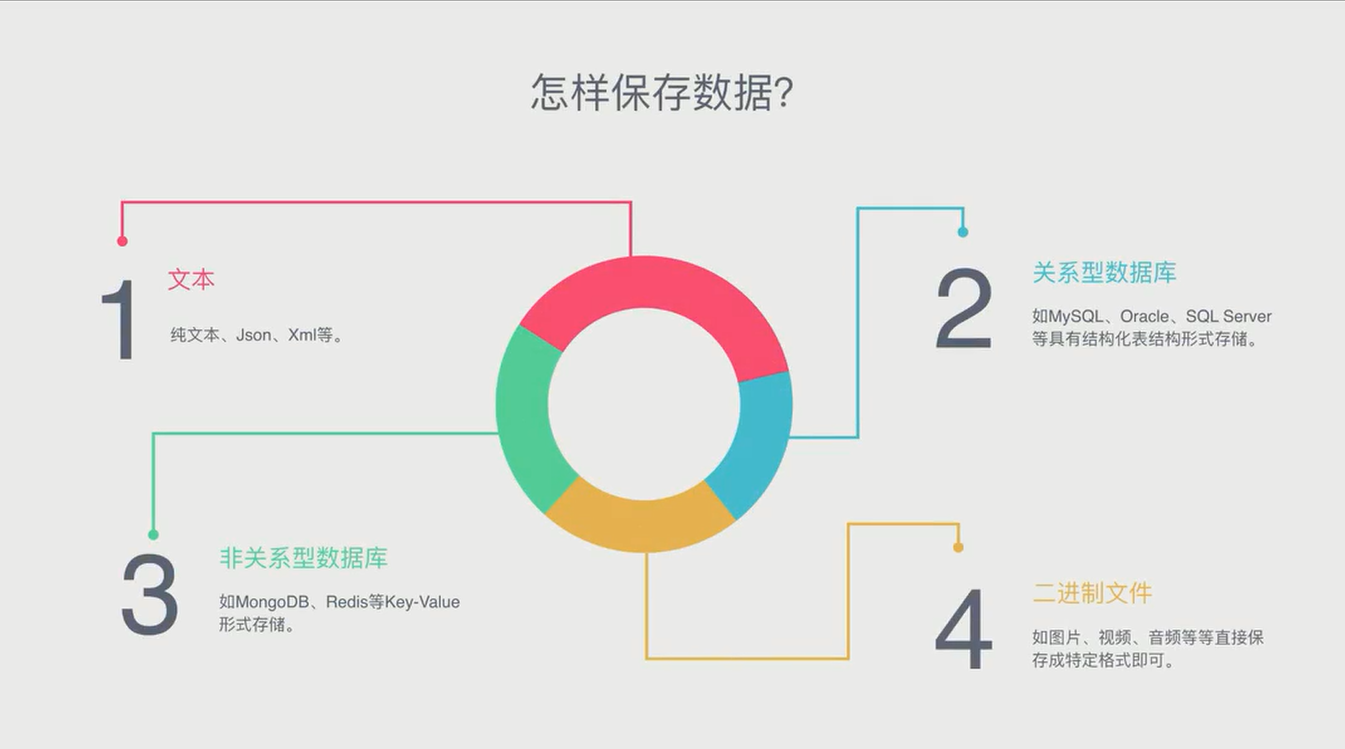 怎样保存数据?
1
文本
纯文本、Json、Xml等。
2
关系型数据库
如MySQL、Oracle、SQL Server
等具有结构化表结构形式存储。
3
非关系型数据库
如MongoDB、Redis等Key-Value
形式存储。
4
二进制文件
如图片、视频、音频等等直接保
存成特定格式即可。